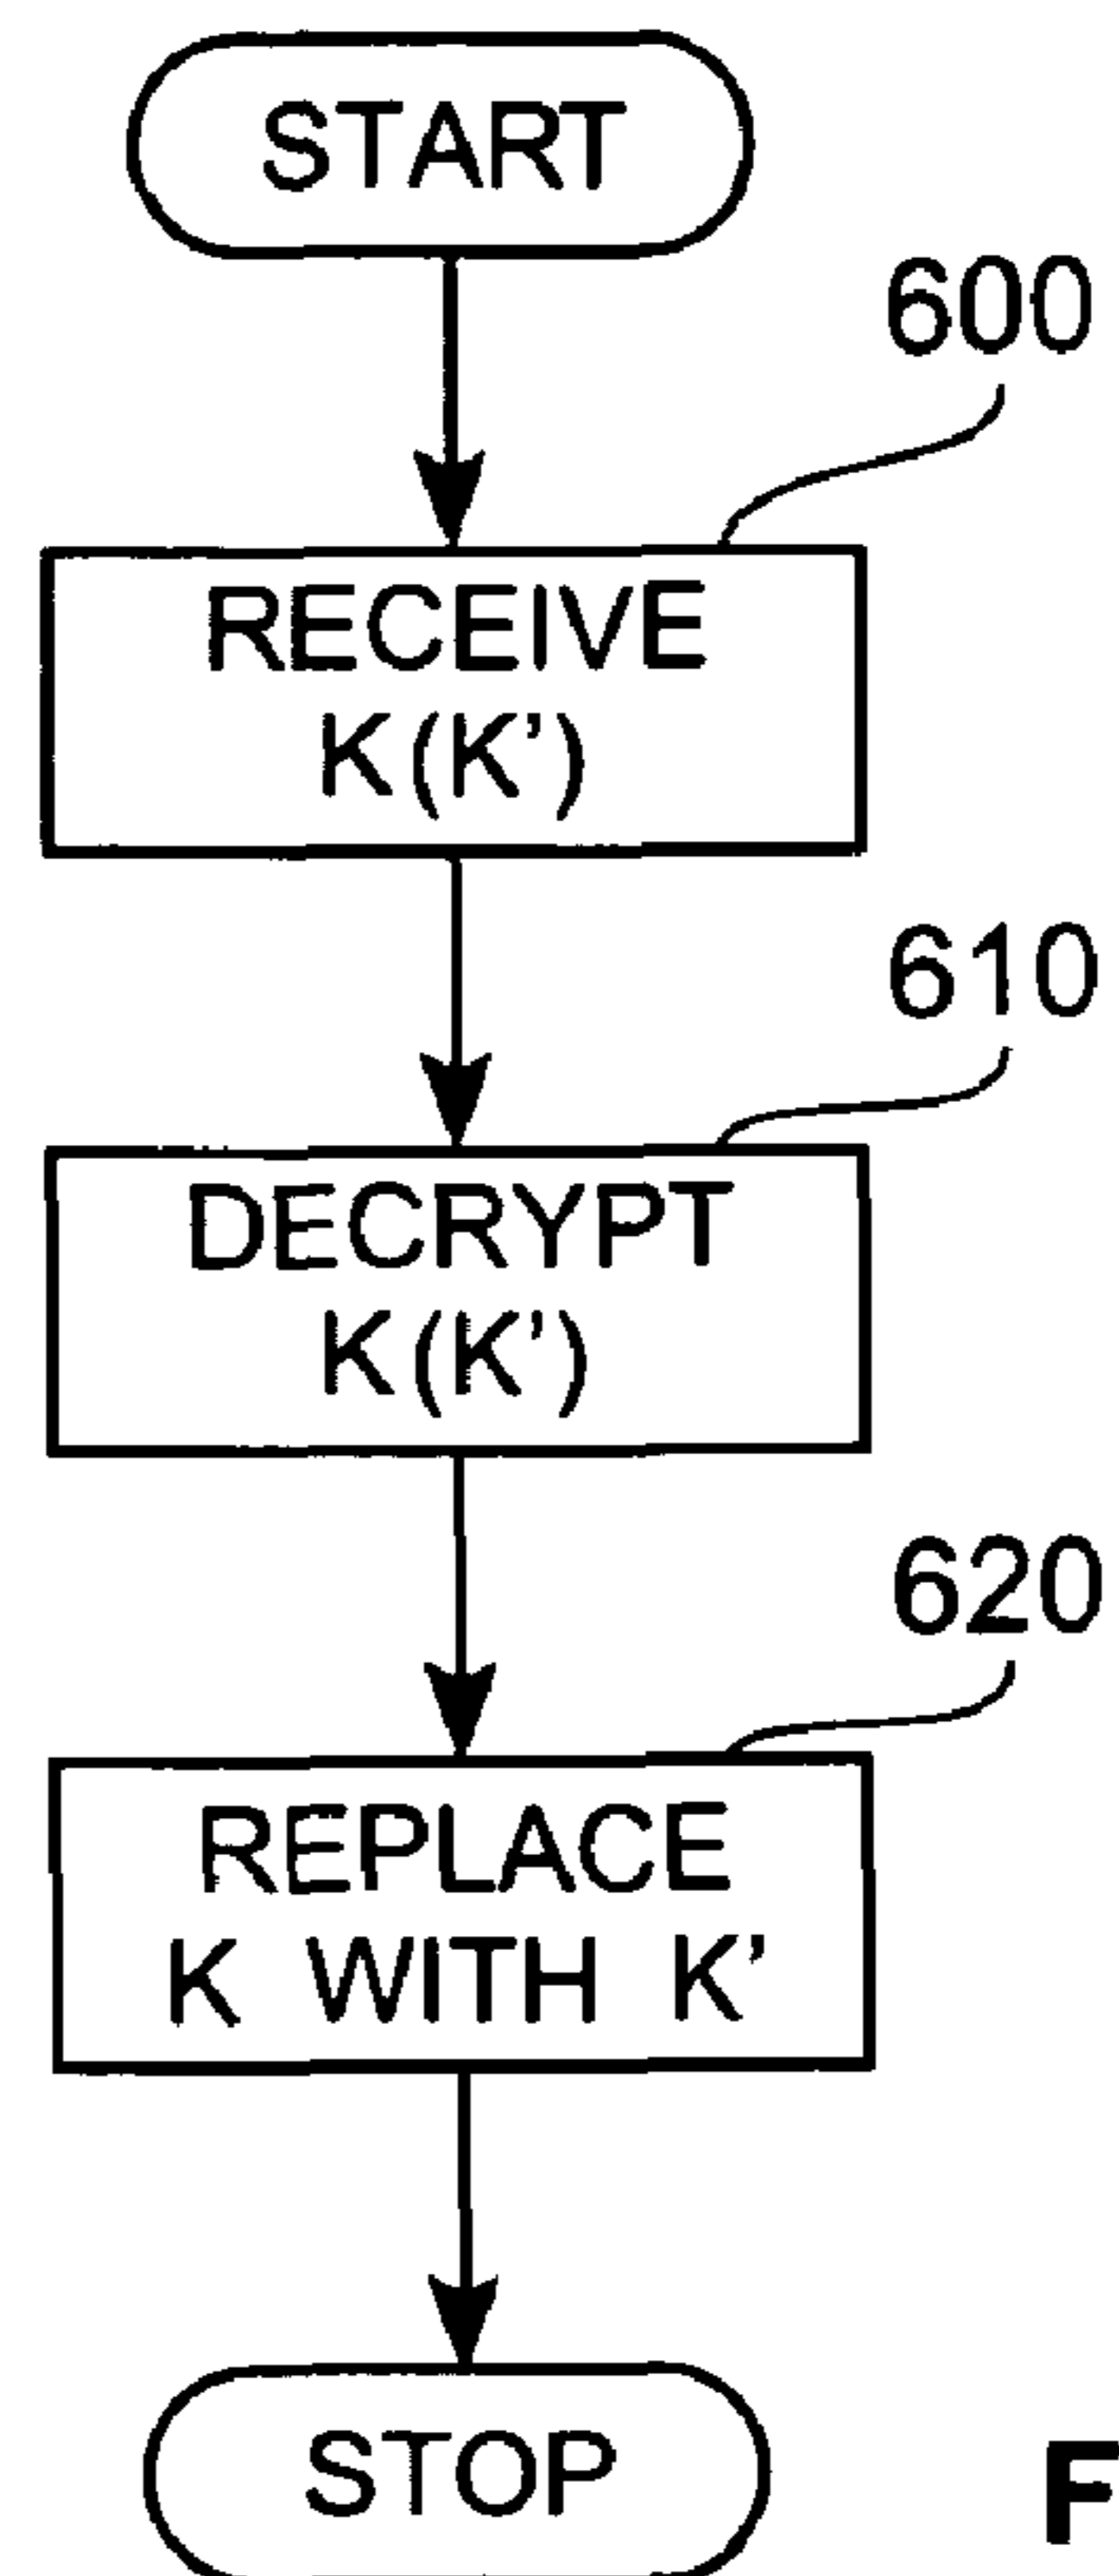 START
600
RECEIVE
K(K’)
610
DECRYPT
K(K’)
620
REPLACE
K WITH K’
STOP
F